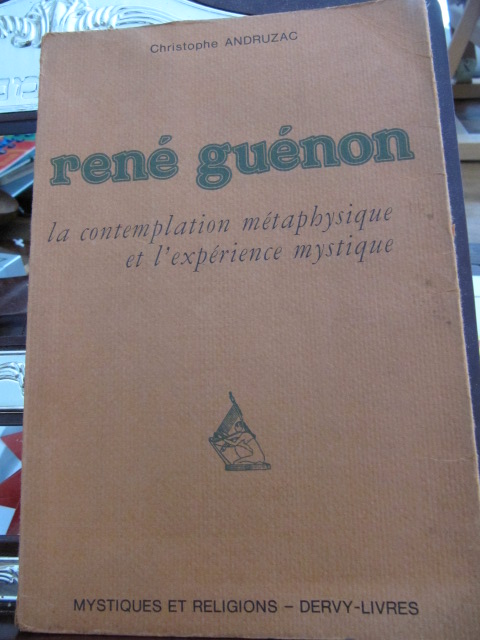 Christophe ANDRUZAC
rené guénon
la contemplation métaphysique
et l'expérience mystique
MYSTIQUES ET RELIGIONS – DERVY-LIVRES